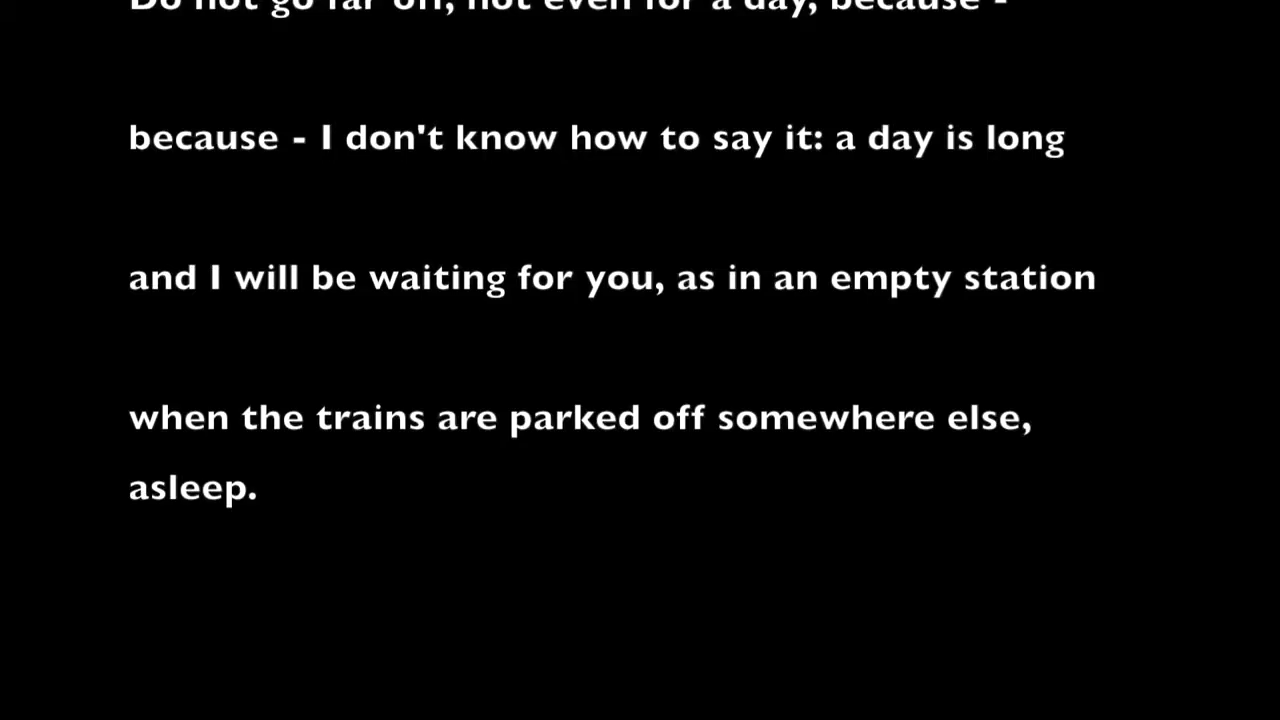 Do not go far off, not even for a day, because -
because - I don't know how to say it: a day is long
and I will be waiting for you, as in an empty station
when the trains are parked off somewhere else,
asleep.